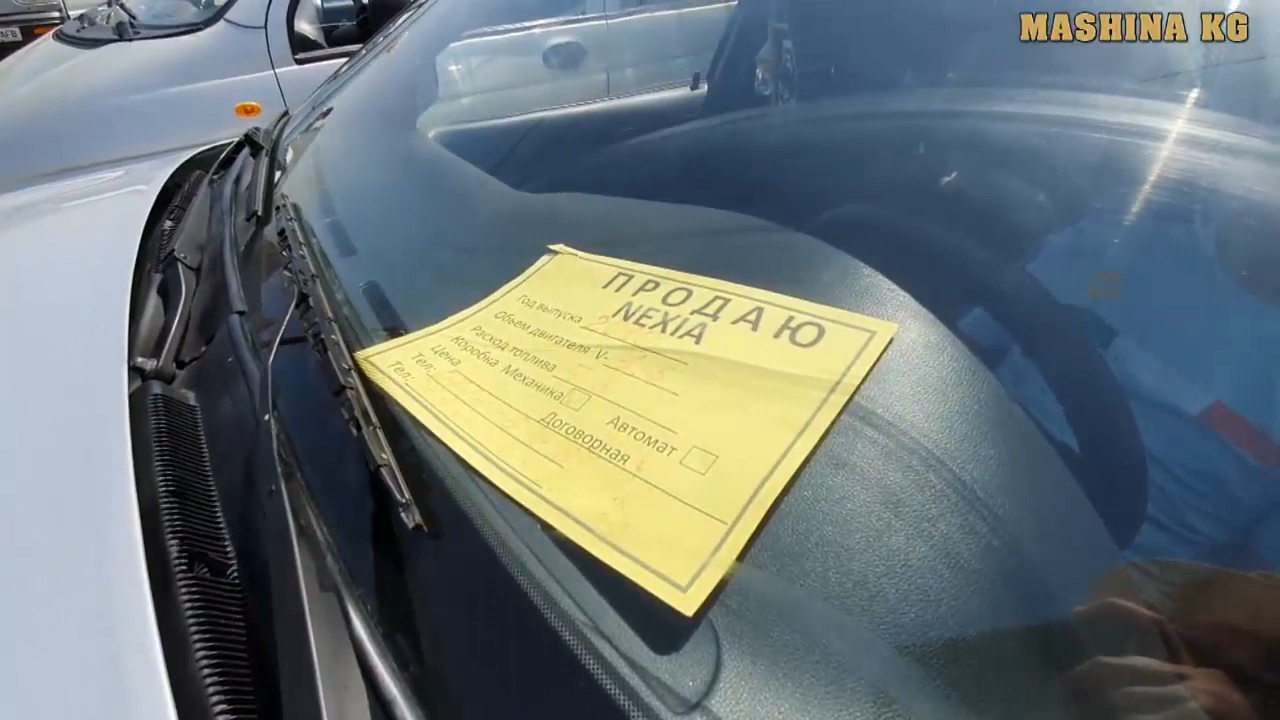 MASHINA KG
ПРОДАЮ
NEXIA
Год выпуска
Объем двигателя V-
Расход топлива
Коробка Механика Автомат
Цена Договорная
Тел:
Тел: